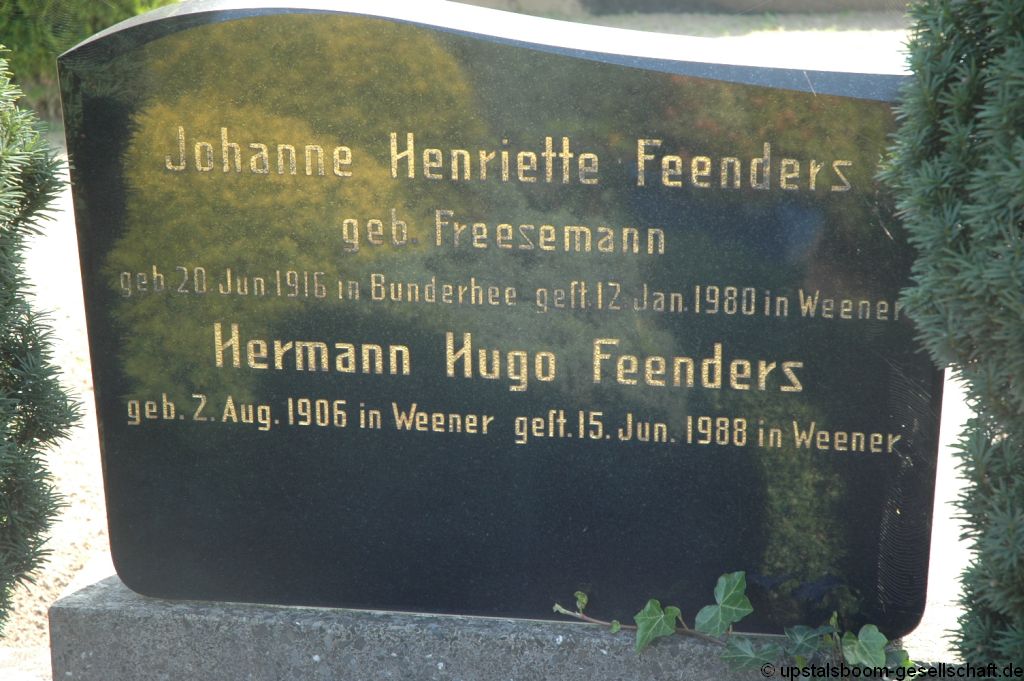 Johanne Henriette Feenders
geb. Freesemann
geb. 20 Jun. 1916 in Bunderhee geſt. 12 Jan. 1980 in Weener
Hermann Hugo Feenders
geb. 2. Aug. 1906 in Weener geſt. 15. Jun. 1988 in Weener
© upstalsboom-gesellschaft.de